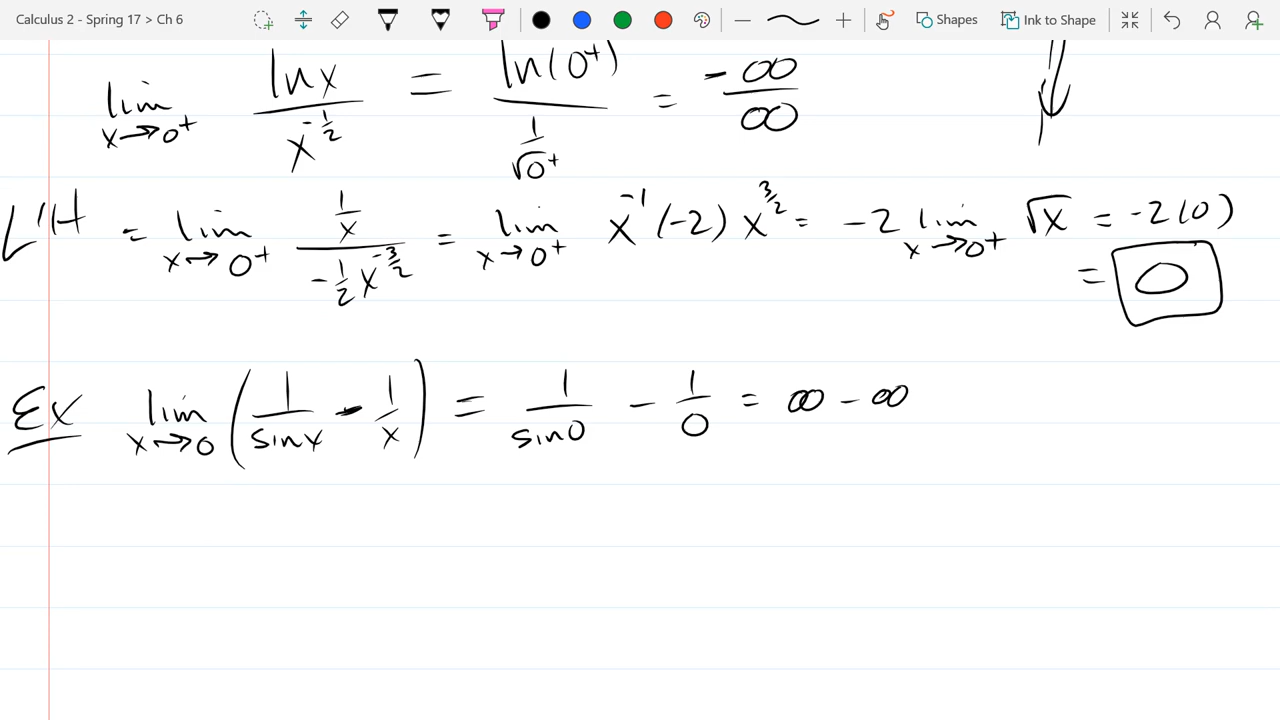 Calculus 2 - Spring 17 > Ch 6 Shapes Ink to Shape
lim x→0⁺ ln x / x^(-1/2) = ln(0⁺) / (1/√0⁺) = -∞/∞
L'H = lim x→0⁺ (1/x) / (-1/2 x^(-3/2)) = lim x→0⁺ x^(-1) (-2) x^(3/2) = -2 lim x→0⁺ √x = -2(0)
= 0
Ex lim x→0 (1/sin x - 1/x) = 1/sin 0 - 1/0 = ∞ - ∞